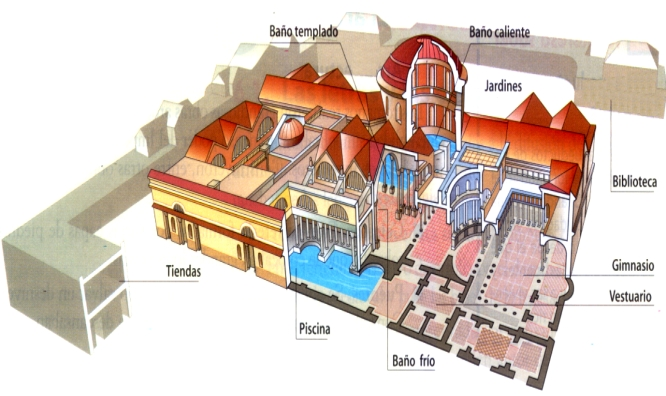 Baño templado
Baño caliente
Jardines
Biblioteca
Tiendas
Gimnasio
Vestuario
Piscina
Baño frío